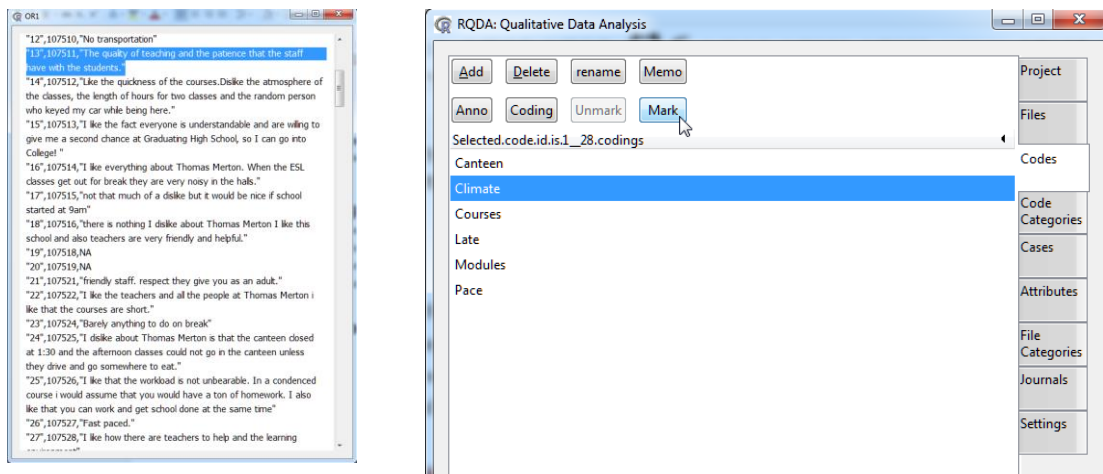 OR1
"12",107510,"No transportation"
"13",107511,"The quality of teaching and the patience that the staff
have with the students."
"14",107512,"Like the quickness of the courses.Dislike the atmosphere of
the classes, the length of hours for two classes and the random person
who keyed my car while being here."
"15",107513,"I like the fact everyone is understandable and are willing to
give me a second chance at Graduating High School, so I can go into
College! "
"16",107514,"I like everything about Thomas Merton. When the ESL
classes get out for break they are very noisy in the halls."
"17",107515,"not that much of a dislike but it would be nice if school
started at 9am"
"18",107516,"there is nothing I dislike about Thomas Merton I like this
school and also teachers are very friendly and helpful."
"19",107518,NA
"20",107519,NA
"21",107521,"friendly staff. respect they give you as an adult."
"22",107522,"I like the teachers and all the people at Thomas Merton i
like that the courses are short."
"23",107524,"Barely anything to do on break"
"24",107525,"I dislike about Thomas Merton is that the canteen closed
at 1:30 and the afternoon classes could not go in the canteen unless
they drive and go somewhere to eat."
"25",107526,"I like that the workload is not unbearable. In a condenced
course i would assume that you would have a ton of homework. I also
like that you can work and get school done at the same time"
"26",107527,"Fast paced."
"27",107528,"I like how there are teachers to help and the learning
RQDA: Qualitative Data Analysis
Add Delete rename Memo
Anno Coding Unmark Mark
Selected.code.id.is.1__28.codings
Canteen
Climate
Courses
Late
Modules
Pace
Project
Files
Codes
Code
Categories
Cases
Attributes
File
Categories
Journals
Settings